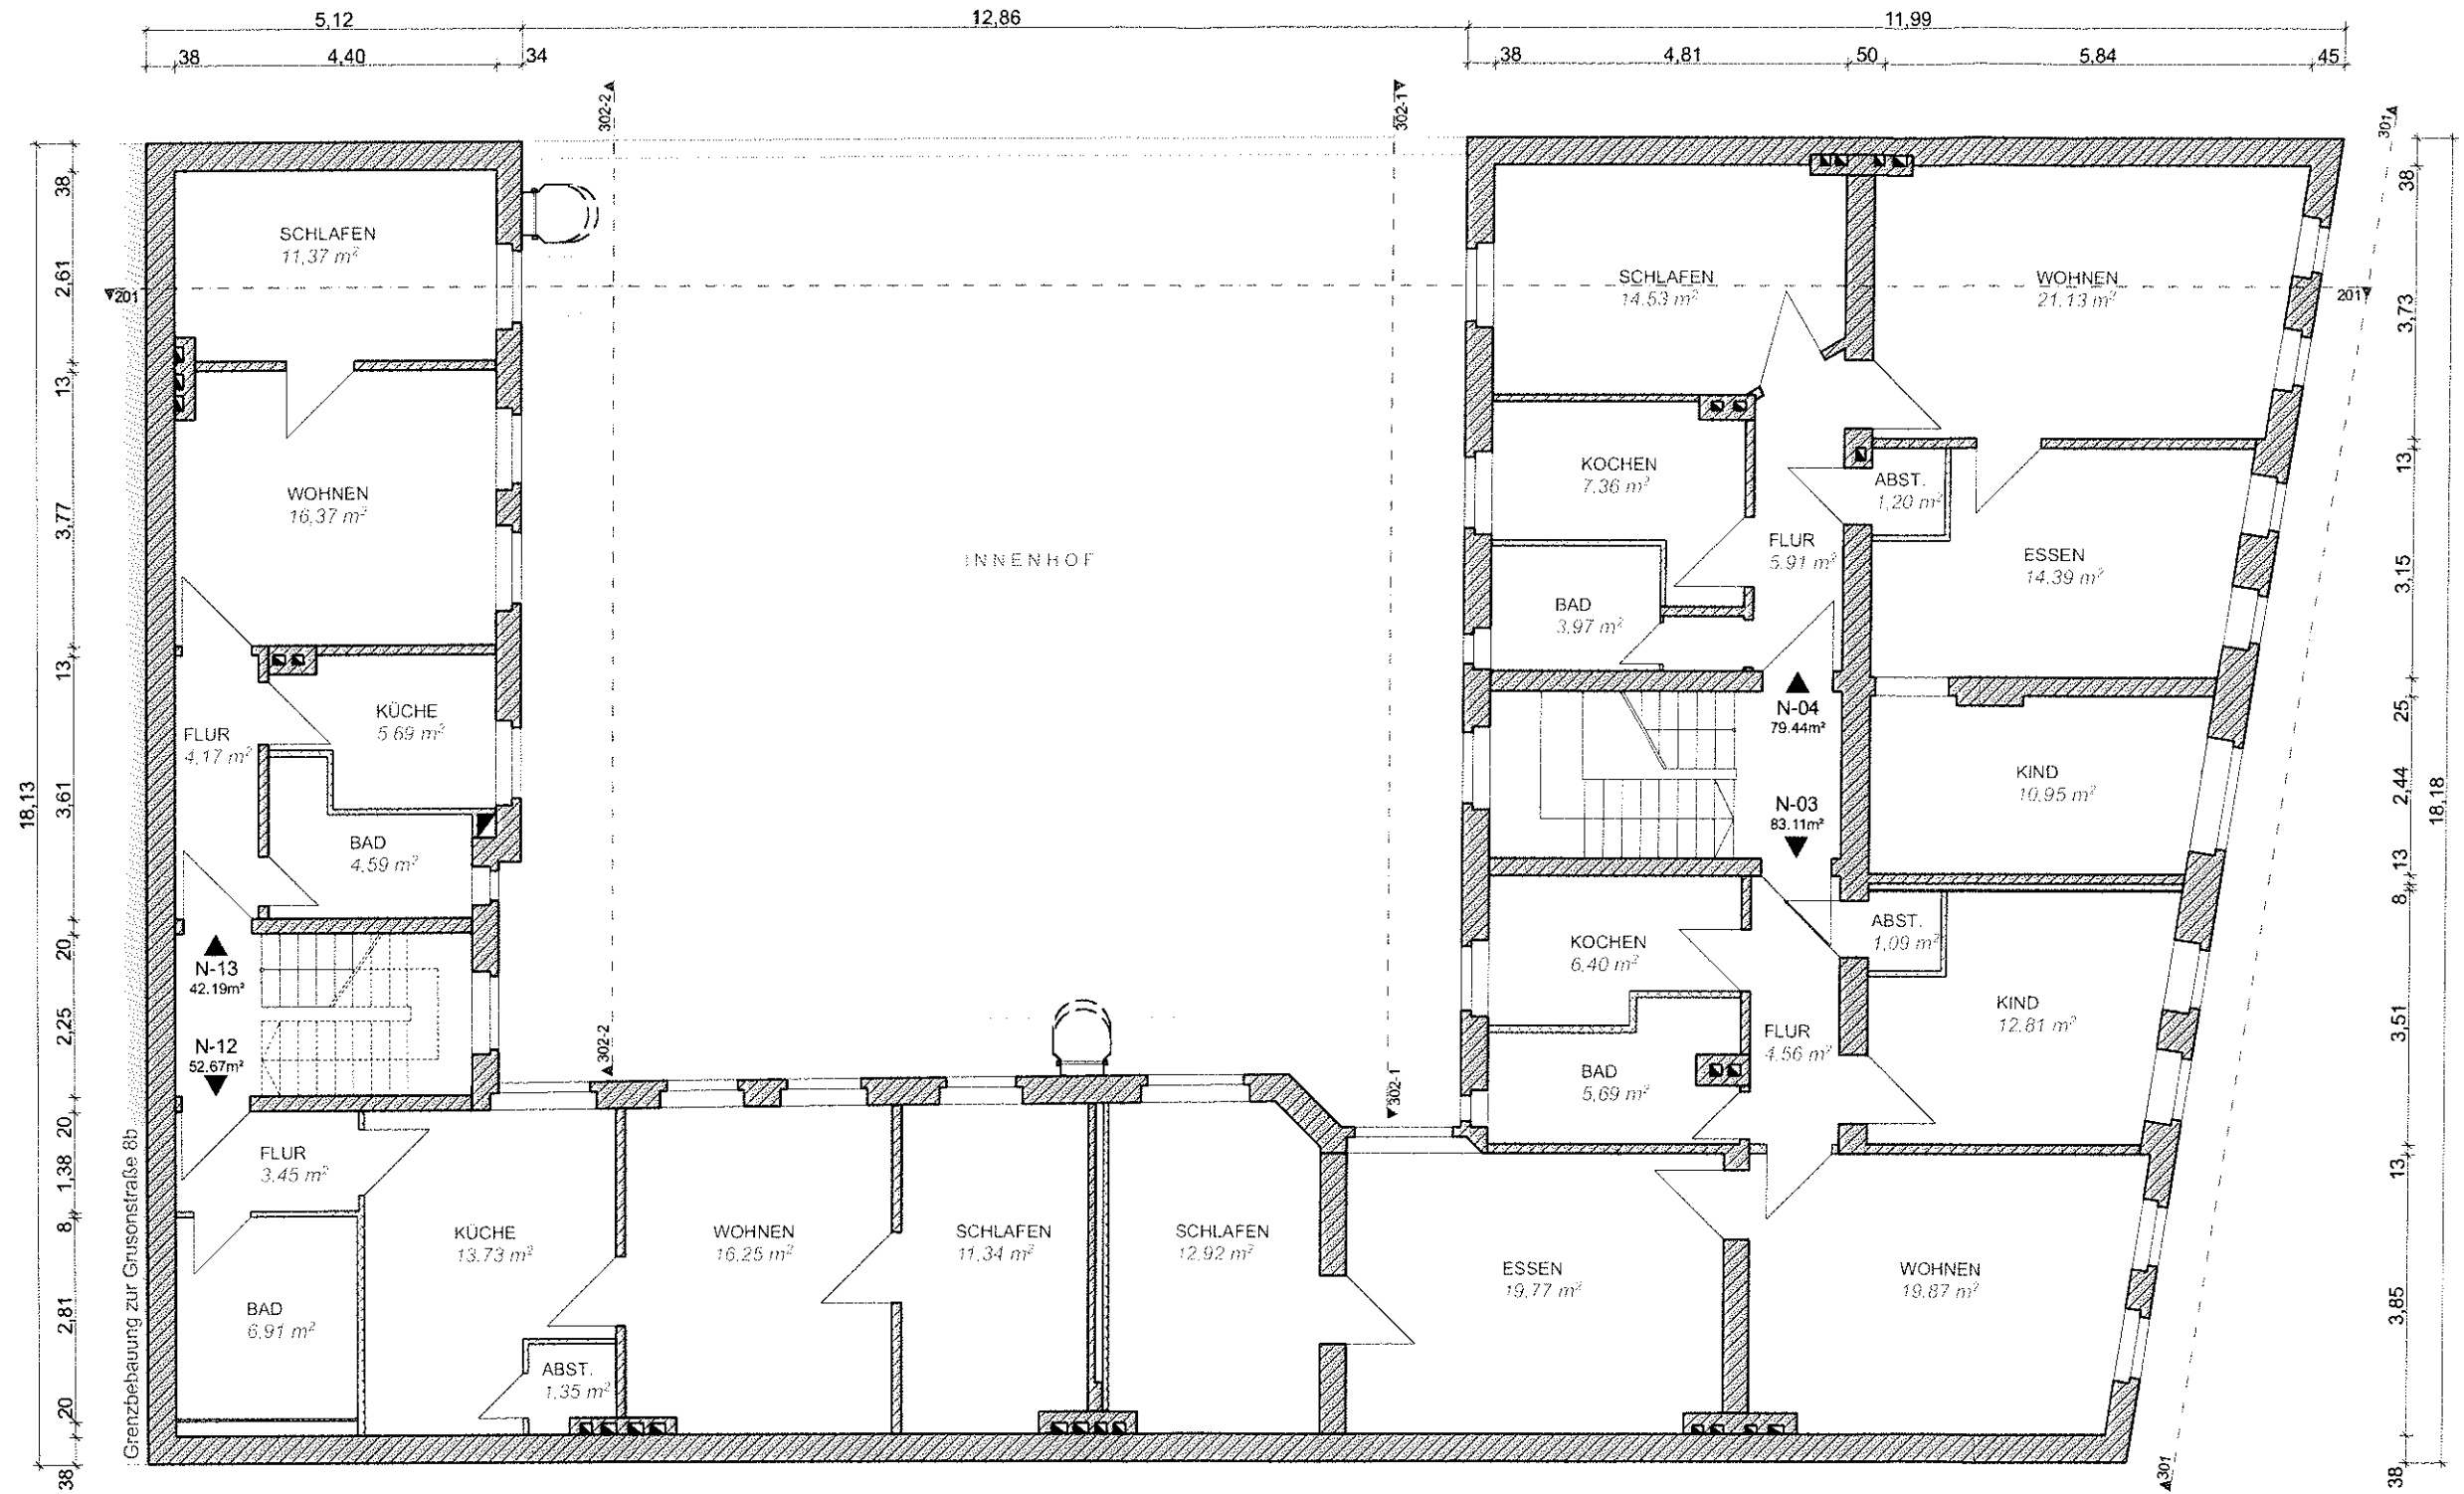 5,12
12,86
11,99
38
4,40
34
38
4,81
50
5,84
45
302-2
302-1
301
18,13
38
2,61
13
3,77
13
3,61
20
2,25
20
1,38
8
2,81
20
38
201
Grenzbebauung zur Grusonstraße 8b
SCHLAFEN
11,37 m²
WOHNEN
16,37 m²
FLUR
4,17 m²
KÜCHE
5,69 m²
BAD
4,59 m²
N-13
42.19m²
N-12
52.67m²
FLUR
3,45 m²
BAD
6,91 m²
KÜCHE
13,73 m²
ABST.
1,35 m²
WOHNEN
16,25 m²
SCHLAFEN
11,34 m²
SCHLAFEN
12,92 m²
302-2
302-1
INNENHOF
SCHLAFEN
14,53 m²
WOHNEN
21,13 m²
201
KOCHEN
7,36 m²
ABST.
1,20 m²
FLUR
5,91 m²
ESSEN
14,39 m²
BAD
3,97 m²
N-04
79.44m²
KIND
10,95 m²
N-03
83.11m²
KOCHEN
6,40 m²
ABST.
1,09 m²
KIND
12,81 m²
FLUR
4,56 m²
BAD
5,69 m²
ESSEN
19,77 m²
WOHNEN
19,87 m²
38
3,73
13
3,15
25
2,44
13
8
3,51
13
3,85
38
18,18
301